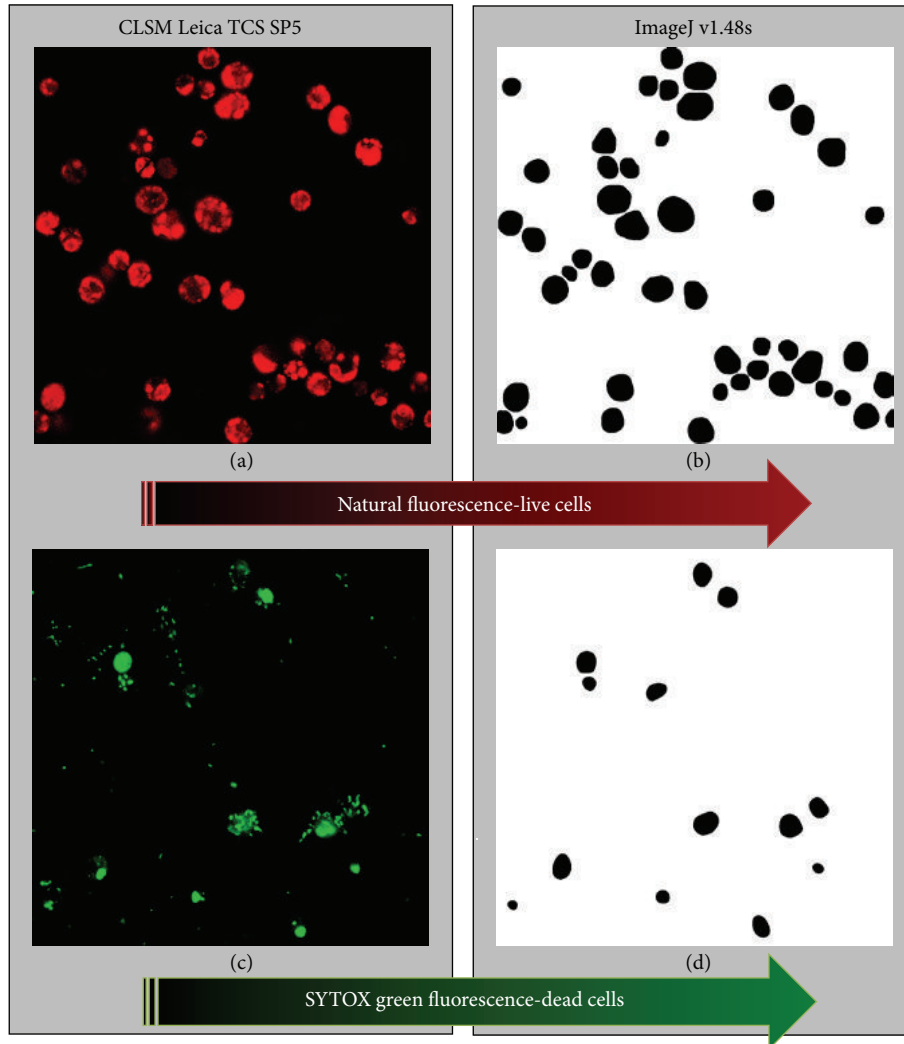 CLSM Leica TCS SP5
ImageJ v1.48s
(a)
(b)
Natural fluorescence-live cells
(c)
(d)
SYTOX green fluorescence-dead cells